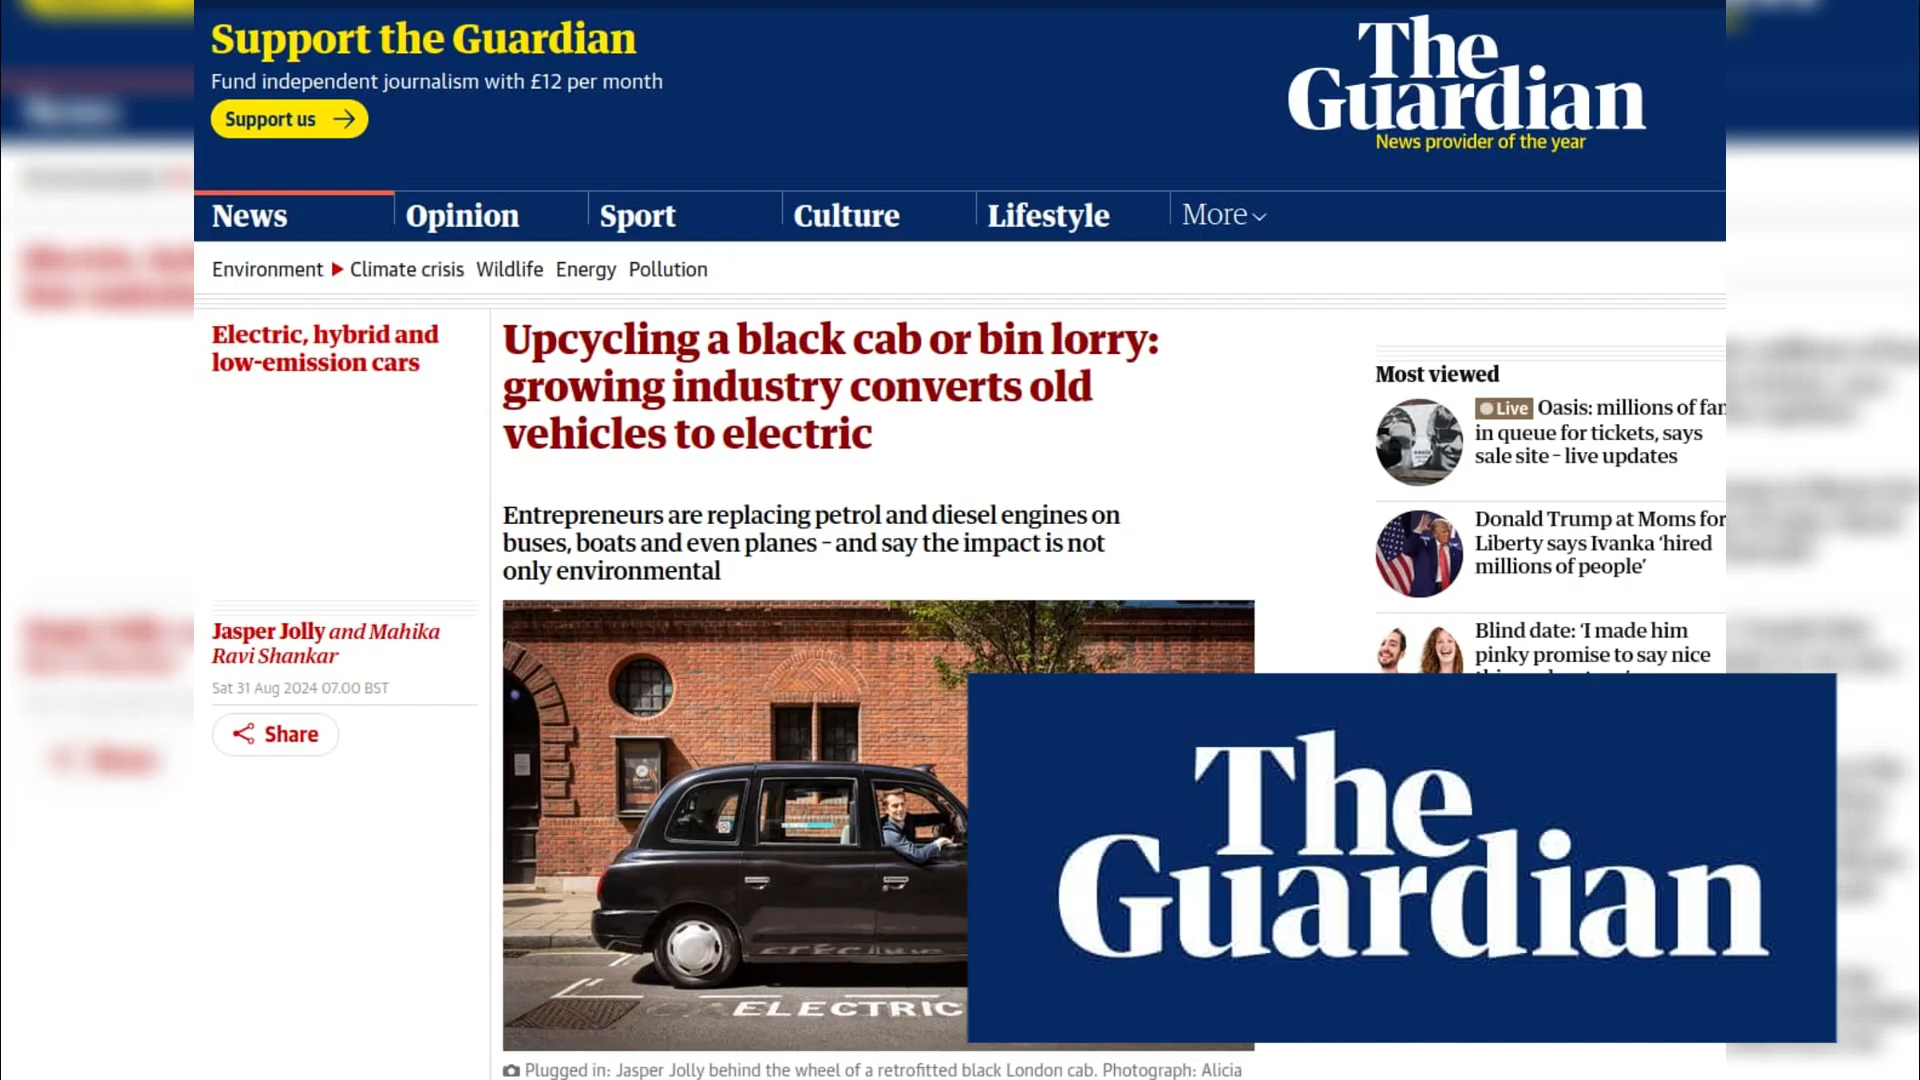 Support the Guardian
Fund independent journalism with £12 per month
Support us
The
Guardian
News provider of the year
News
Opinion
Sport
Culture
Lifestyle
More
Environment
Climate crisis
Wildlife
Energy
Pollution
Electric, hybrid and
low-emission cars
Upcycling a black cab or bin lorry:
growing industry converts old
vehicles to electric
Entrepreneurs are replacing petrol and diesel engines on
buses, boats and even planes – and say the impact is not
only environmental
Jasper Jolly and Mahika
Ravi Shankar
Sat 31 Aug 2024 07.00 BST
Share
ELECTRIC
Plugged in: Jasper Jolly behind the wheel of a retrofitted black London cab. Photograph: Alicia
Most viewed
Live Oasis: millions of fan
in queue for tickets, says
sale site – live updates
Donald Trump at Moms for
Liberty says Ivanka ‘hired
millions of people’
Blind date: ‘I made him
pinky promise to say nice
The
Guardian